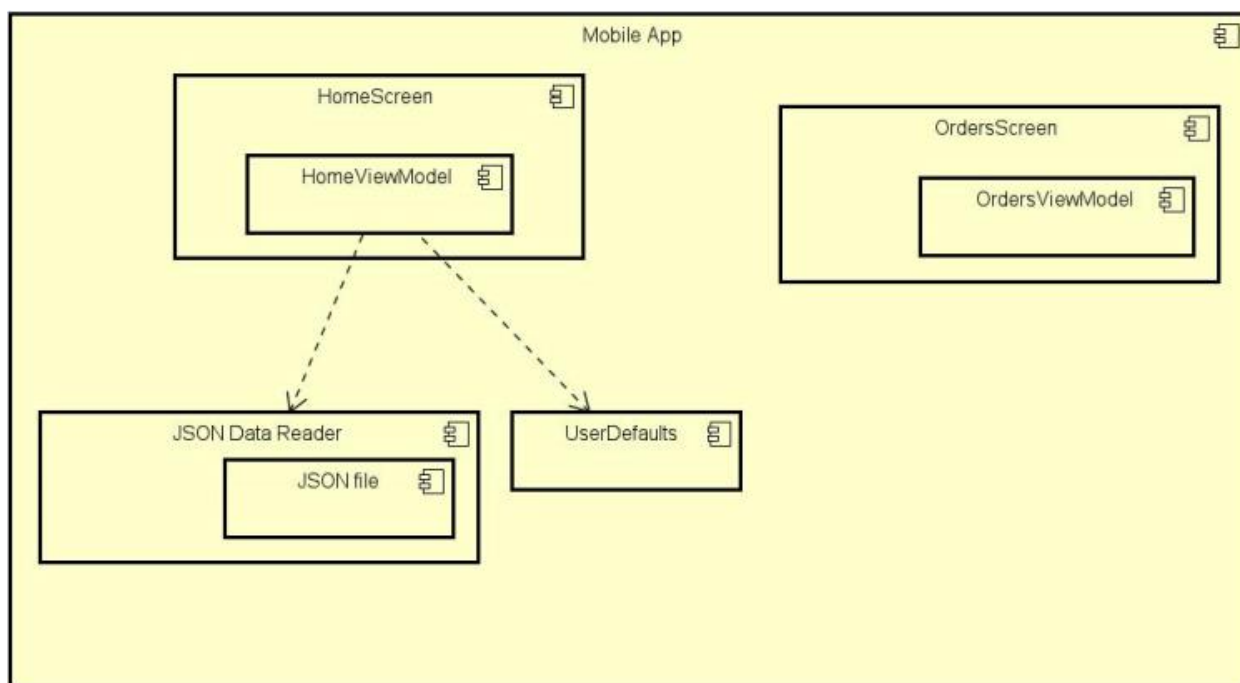 Mobile App
HomeScreen
HomeViewModel
OrdersScreen
OrdersViewModel
JSON Data Reader
JSON file
UserDefaults